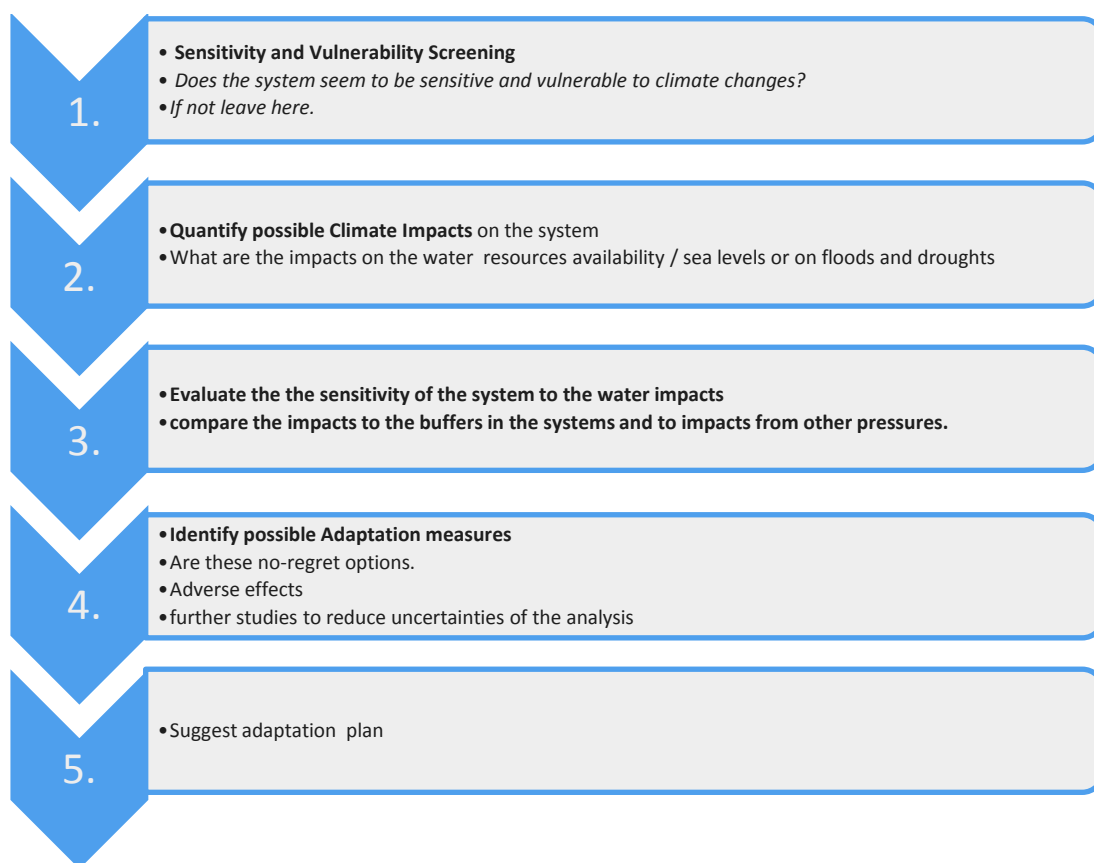 1.
• Sensitivity and Vulnerability Screening
• Does the system seem to be sensitive and vulnerable to climate changes?
• If not leave here.
2.
• Quantify possible Climate Impacts on the system
• What are the impacts on the water resources availability / sea levels or on floods and droughts
3.
• Evaluate the the sensitivity of the system to the water impacts
• compare the impacts to the buffers in the systems and to impacts from other pressures.
4.
• Identify possible Adaptation measures
• Are these no-regret options.
• Adverse effects
• further studies to reduce uncertainties of the analysis
5.
• Suggest adaptation plan